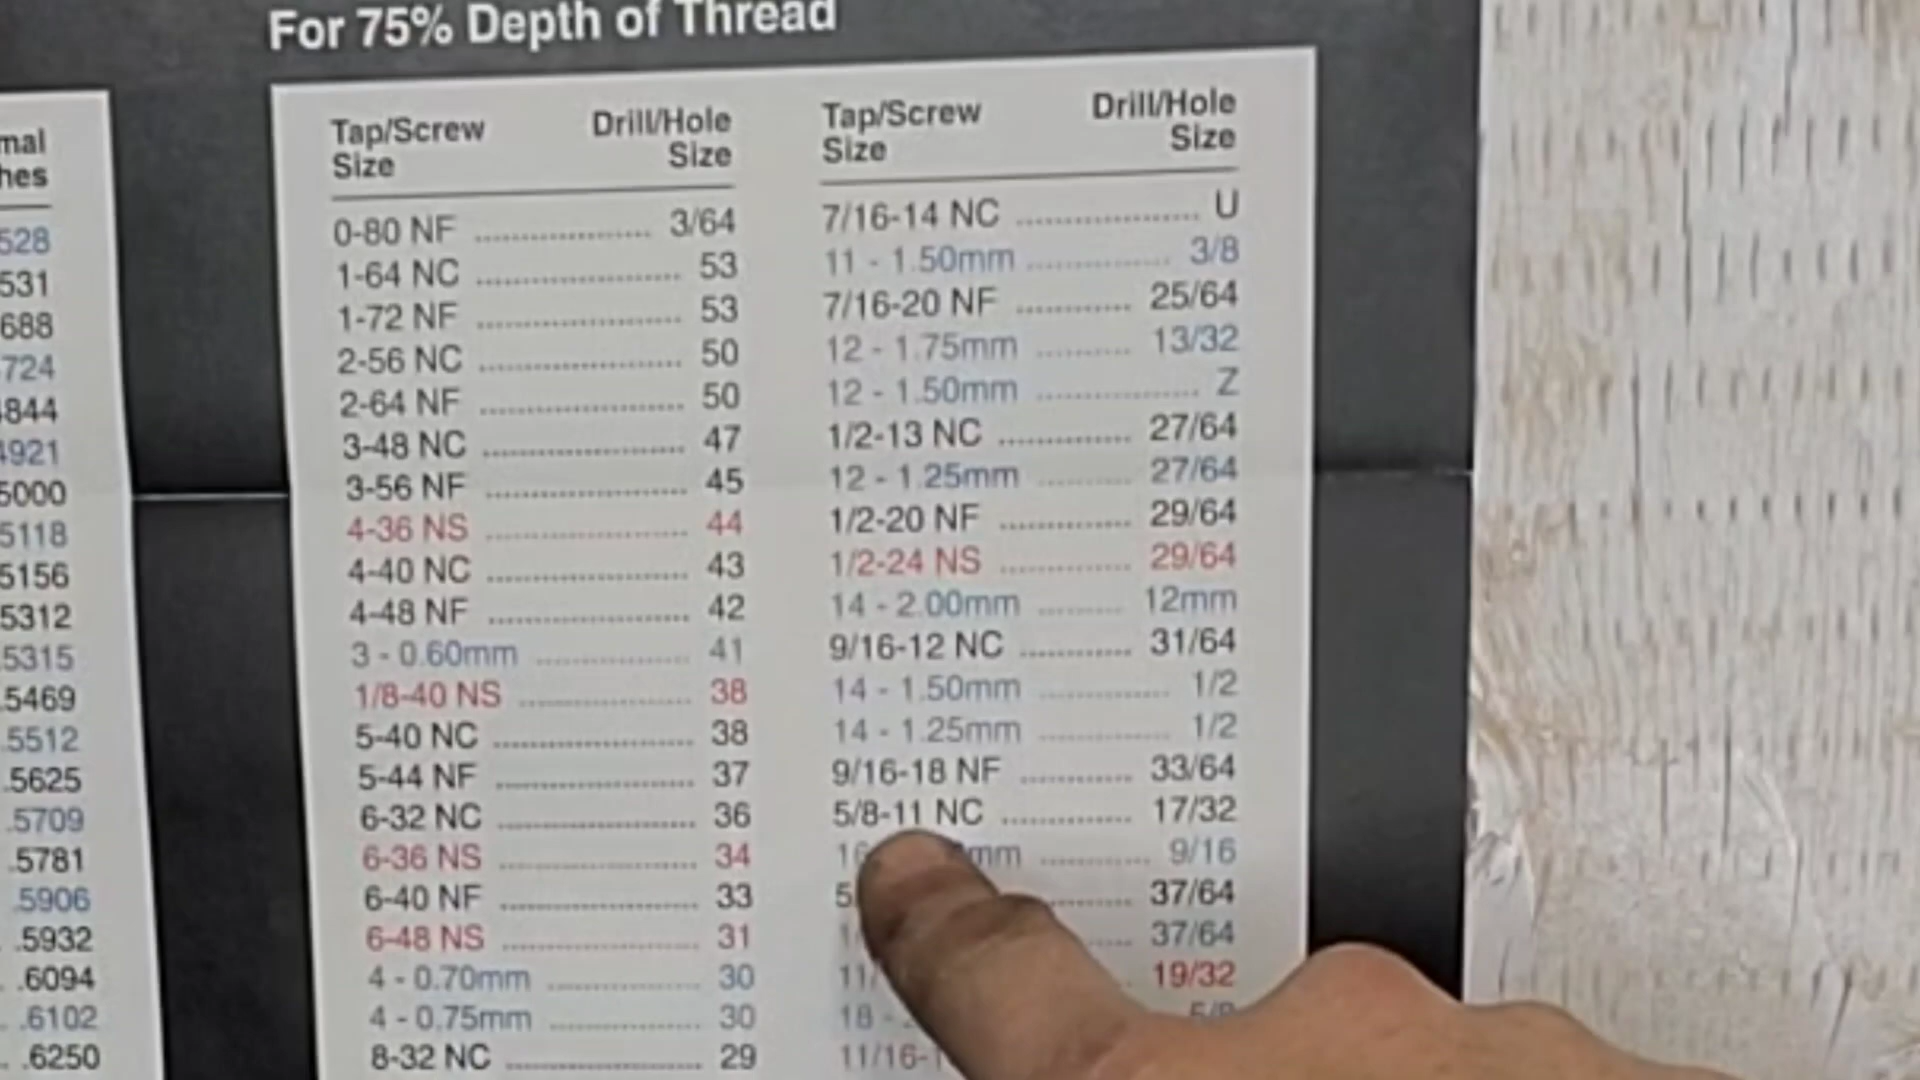 For 75% Depth of Thread
mal
hes
528
531
688
724
4844
4921
5000
5118
5156
5312
.5315
.5469
.5512
.5625
.5709
.5781
.5906
.5932
.6094
.6102
.6250
Tap/Screw Size Drill/Hole Size
0-80 NF 3/64
1-64 NC 53
1-72 NF 53
2-56 NC 50
2-64 NF 50
3-48 NC 47
3-56 NF 45
4-36 NS 44
4-40 NC 43
4-48 NF 42
3 - 0.60mm 41
1/8-40 NS 38
5-40 NC 38
5-44 NF 37
6-32 NC 36
6-36 NS 34
6-40 NF 33
6-48 NS 31
4 - 0.70mm 30
4 - 0.75mm 30
8-32 NC 29
Tap/Screw Size Drill/Hole Size
7/16-14 NC U
11 - 1.50mm 3/8
7/16-20 NF 25/64
12 - 1.75mm 13/32
12 - 1.50mm Z
1/2-13 NC 27/64
12 - 1.25mm 27/64
1/2-20 NF 29/64
1/2-24 NS 29/64
14 - 2.00mm 12mm
9/16-12 NC 31/64
14 - 1.50mm 1/2
14 - 1.25mm 1/2
9/16-18 NF 33/64
5/8-11 NC 17/32
16 mm 9/16
5 37/64
37/64
11/ 19/32
18 - 5/8
11/16-1